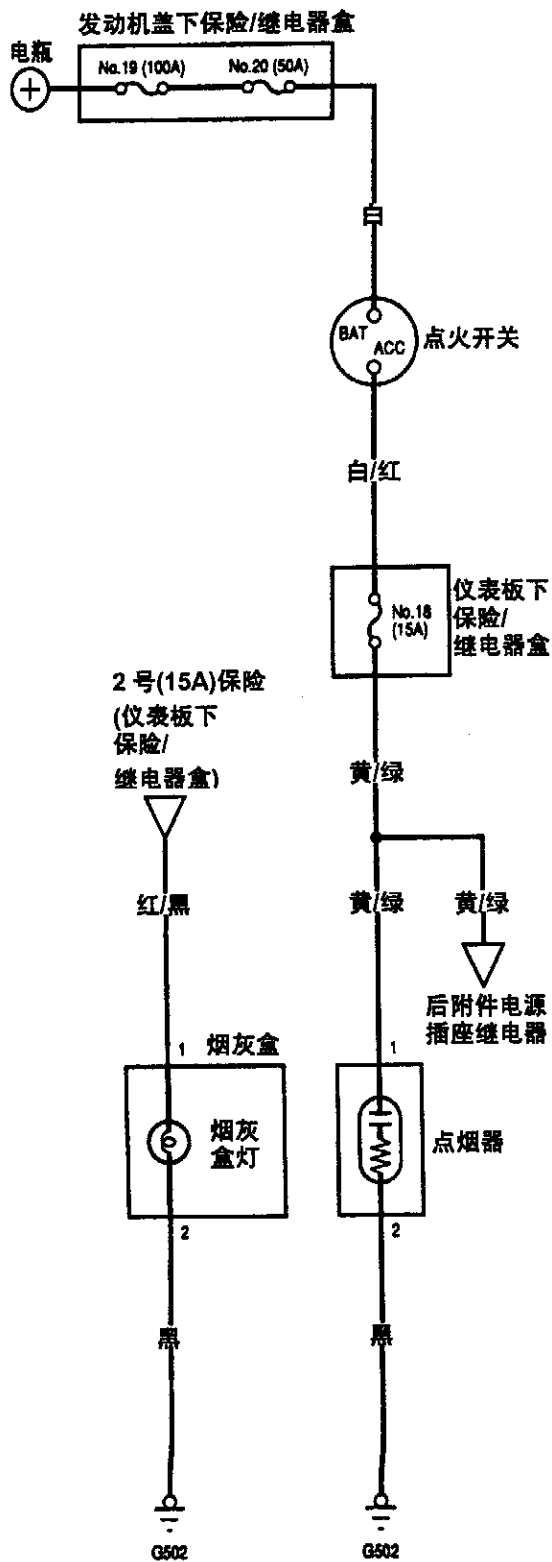 发动机盖下保险/继电器盒
电瓶
No.19 (100A)
No.20 (50A)
白
BAT
ACC
点火开关
白/红
No.18
(15A)
仪表板下
保险/
继电器盒
2 号(15A)保险
(仪表板下
保险/
继电器盒)
黄/绿
红/黑
黄/绿
黄/绿
后附件电源
插座继电器
1
烟灰盒
1
烟灰
盒灯
点烟器
2
2
黑
黑
G502
G502